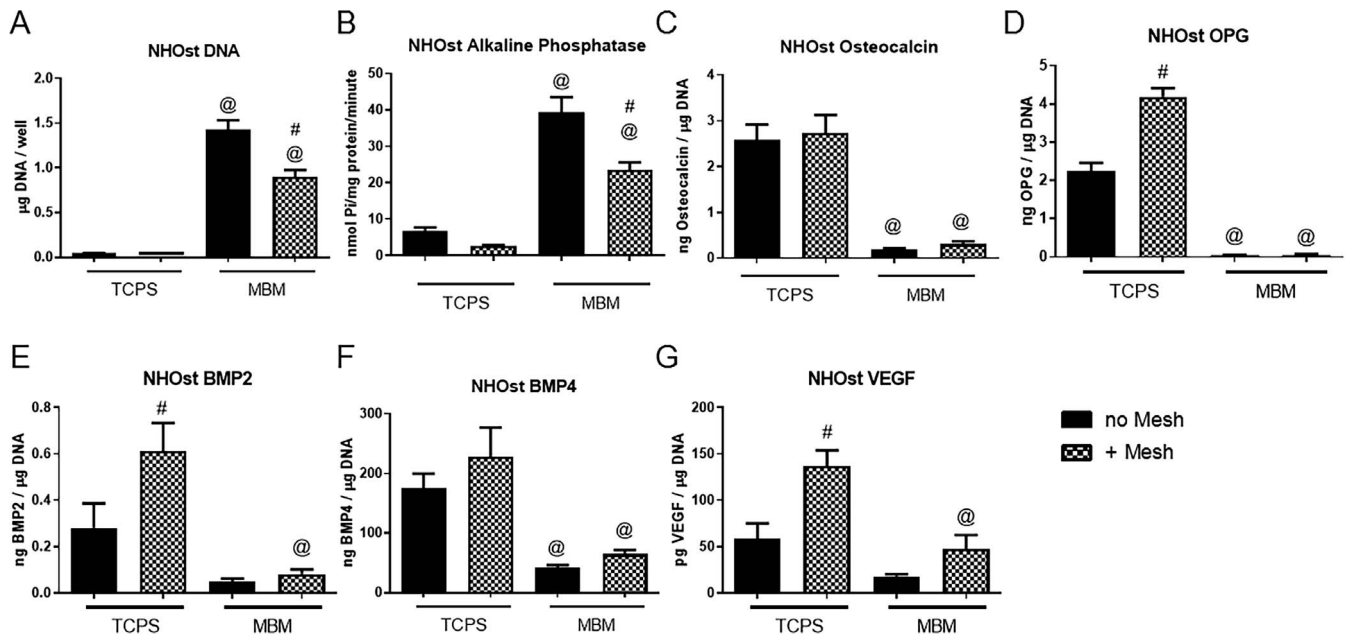 A
NHOst DNA
µg DNA / well
2.0
1.5
1.0
0.5
0.0
@
#
@
TCPS
MBM
B
NHOst Alkaline Phosphatase
nmol Pi/mg protein/minute
50
40
30
20
10
0
@
#
@
TCPS
MBM
C
NHOst Osteocalcin
ng Osteocalcin / µg DNA
4
3
2
1
0
@
@
TCPS
MBM
D
NHOst OPG
ng OPG / µg DNA
5
4
3
2
1
0
#
@
@
TCPS
MBM
E
NHOst BMP2
ng BMP2 / µg DNA
0.8
0.6
0.4
0.2
0.0
#
@
TCPS
MBM
F
NHOst BMP4
ng BMP4 / µg DNA
300
200
100
0
@
@
TCPS
MBM
G
NHOst VEGF
pg VEGF / µg DNA
200
150
100
50
0
#
@
TCPS
MBM
no Mesh
+ Mesh